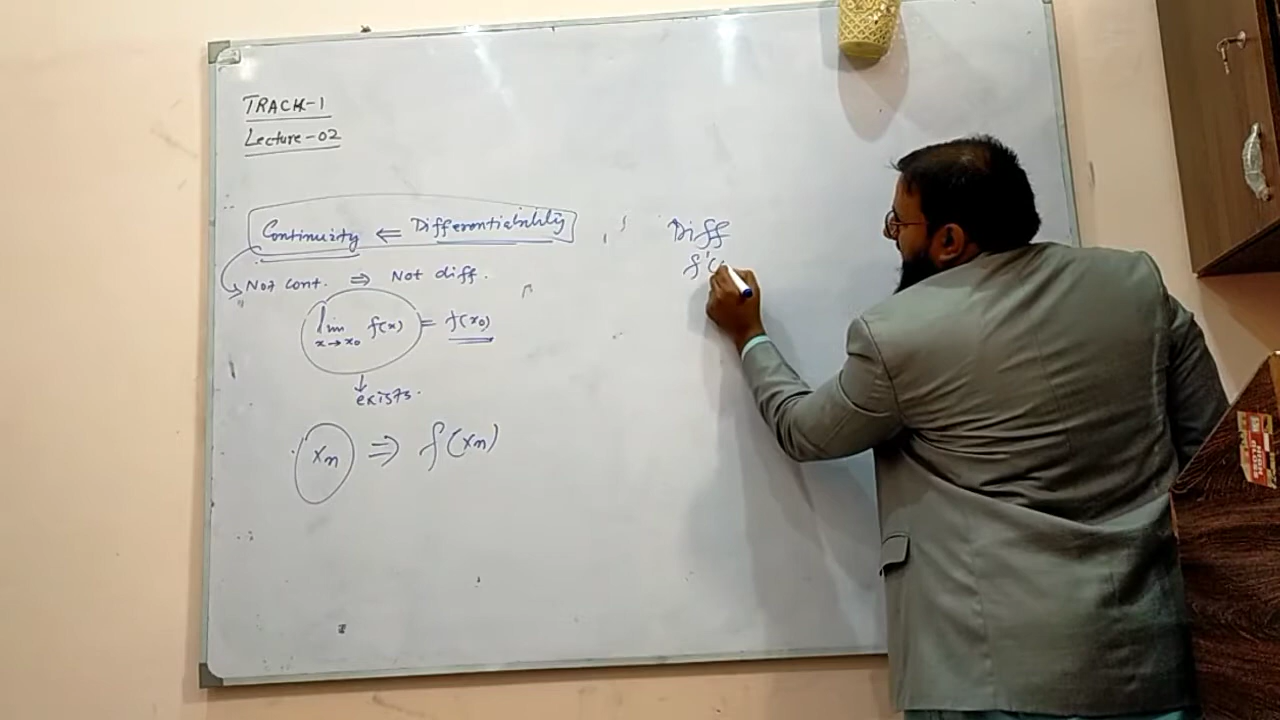 TRACK-1
Lecture-02
Continuity ⇐ Differentiability
Not cont. ⇒ Not diff.
lim x→x₀ f(x) = f(x₀)
exists.
xn ⇒ f(xn)
Diff
f'(